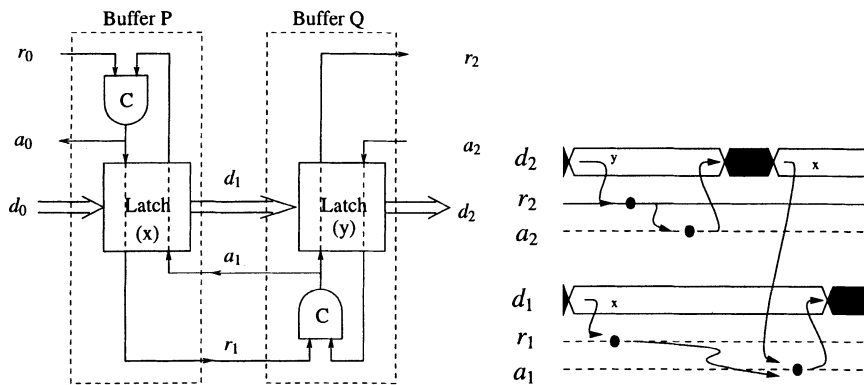 Buffer P
Buffer Q
r0
r2
C
a0
a2
d1
d0
Latch
(x)
Latch
(y)
d2
a1
C
r1
d2
y
x
r2
a2
d1
x
r1
a1